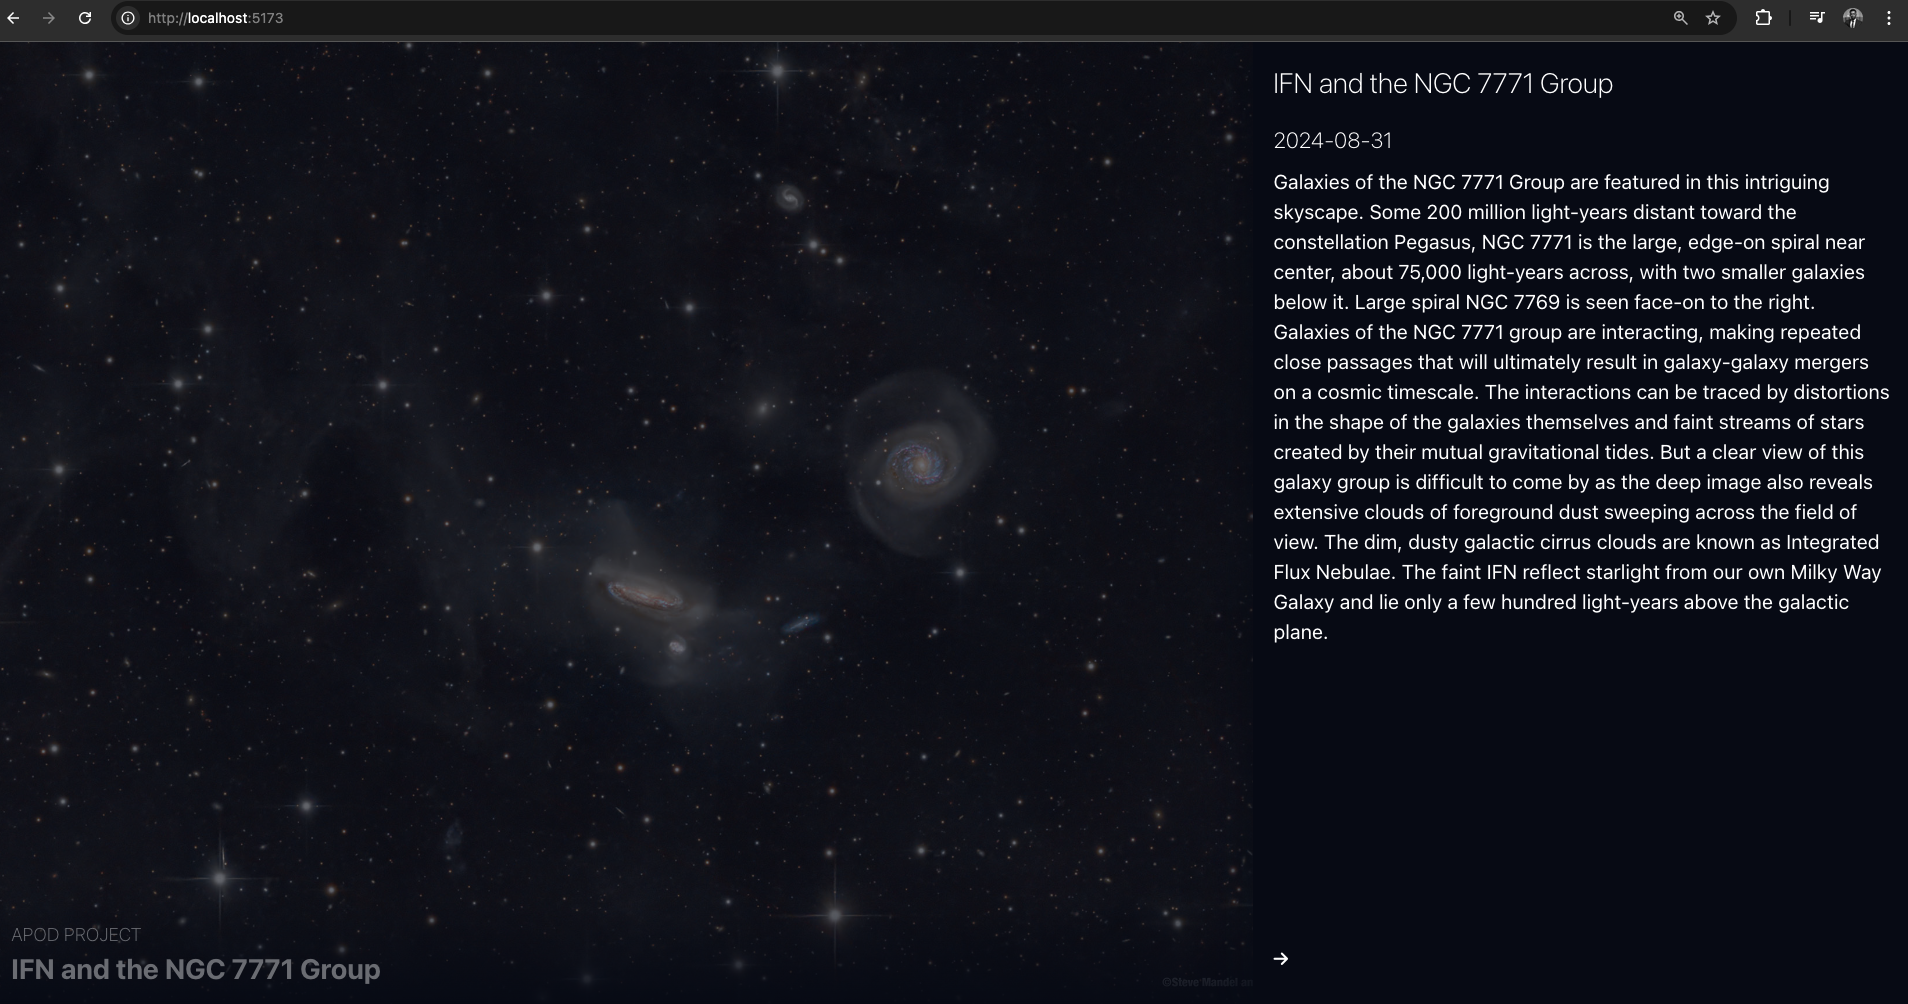 http://localhost:5173
IFN and the NGC 7771 Group
2024-08-31
Galaxies of the NGC 7771 Group are featured in this intriguing
skyscape. Some 200 million light-years distant toward the
constellation Pegasus, NGC 7771 is the large, edge-on spiral near
center, about 75,000 light-years across, with two smaller galaxies
below it. Large spiral NGC 7769 is seen face-on to the right.
Galaxies of the NGC 7771 group are interacting, making repeated
close passages that will ultimately result in galaxy-galaxy mergers
on a cosmic timescale. The interactions can be traced by distortions
in the shape of the galaxies themselves and faint streams of stars
created by their mutual gravitational tides. But a clear view of this
galaxy group is difficult to come by as the deep image also reveals
extensive clouds of foreground dust sweeping across the field of
view. The dim, dusty galactic cirrus clouds are known as Integrated
Flux Nebulae. The faint IFN reflect starlight from our own Milky Way
Galaxy and lie only a few hundred light-years above the galactic
plane.
APOD PROJECT
IFN and the NGC 7771 Group
©Steve Mandel an